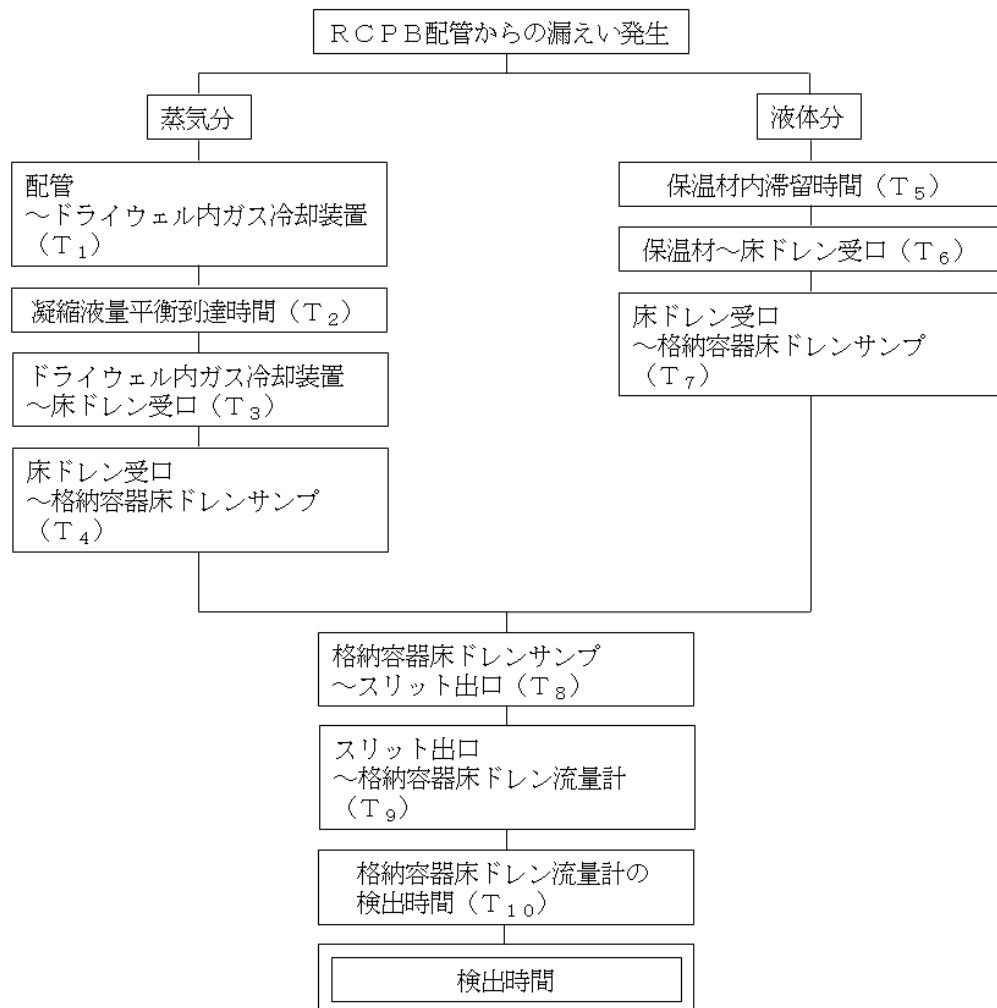 ＲＣＰＢ配管からの漏えい発生
蒸気分
配管
～ドライウェル内ガス冷却装置
（Ｔ₁）
凝縮液量平衡到達時間（Ｔ₂）
ドライウェル内ガス冷却装置
～床ドレン受口（Ｔ₃）
床ドレン受口
～格納容器床ドレンサンプ
（Ｔ₄）
液体分
保温材内滞留時間（Ｔ₅）
保温材～床ドレン受口（Ｔ₆）
床ドレン受口
～格納容器床ドレンサンプ
（Ｔ₇）
格納容器床ドレンサンプ
～スリット出口（Ｔ₈）
スリット出口
～格納容器床ドレン流量計
（Ｔ₉）
格納容器床ドレン流量計の
検出時間（Ｔ₁₀）
検出時間